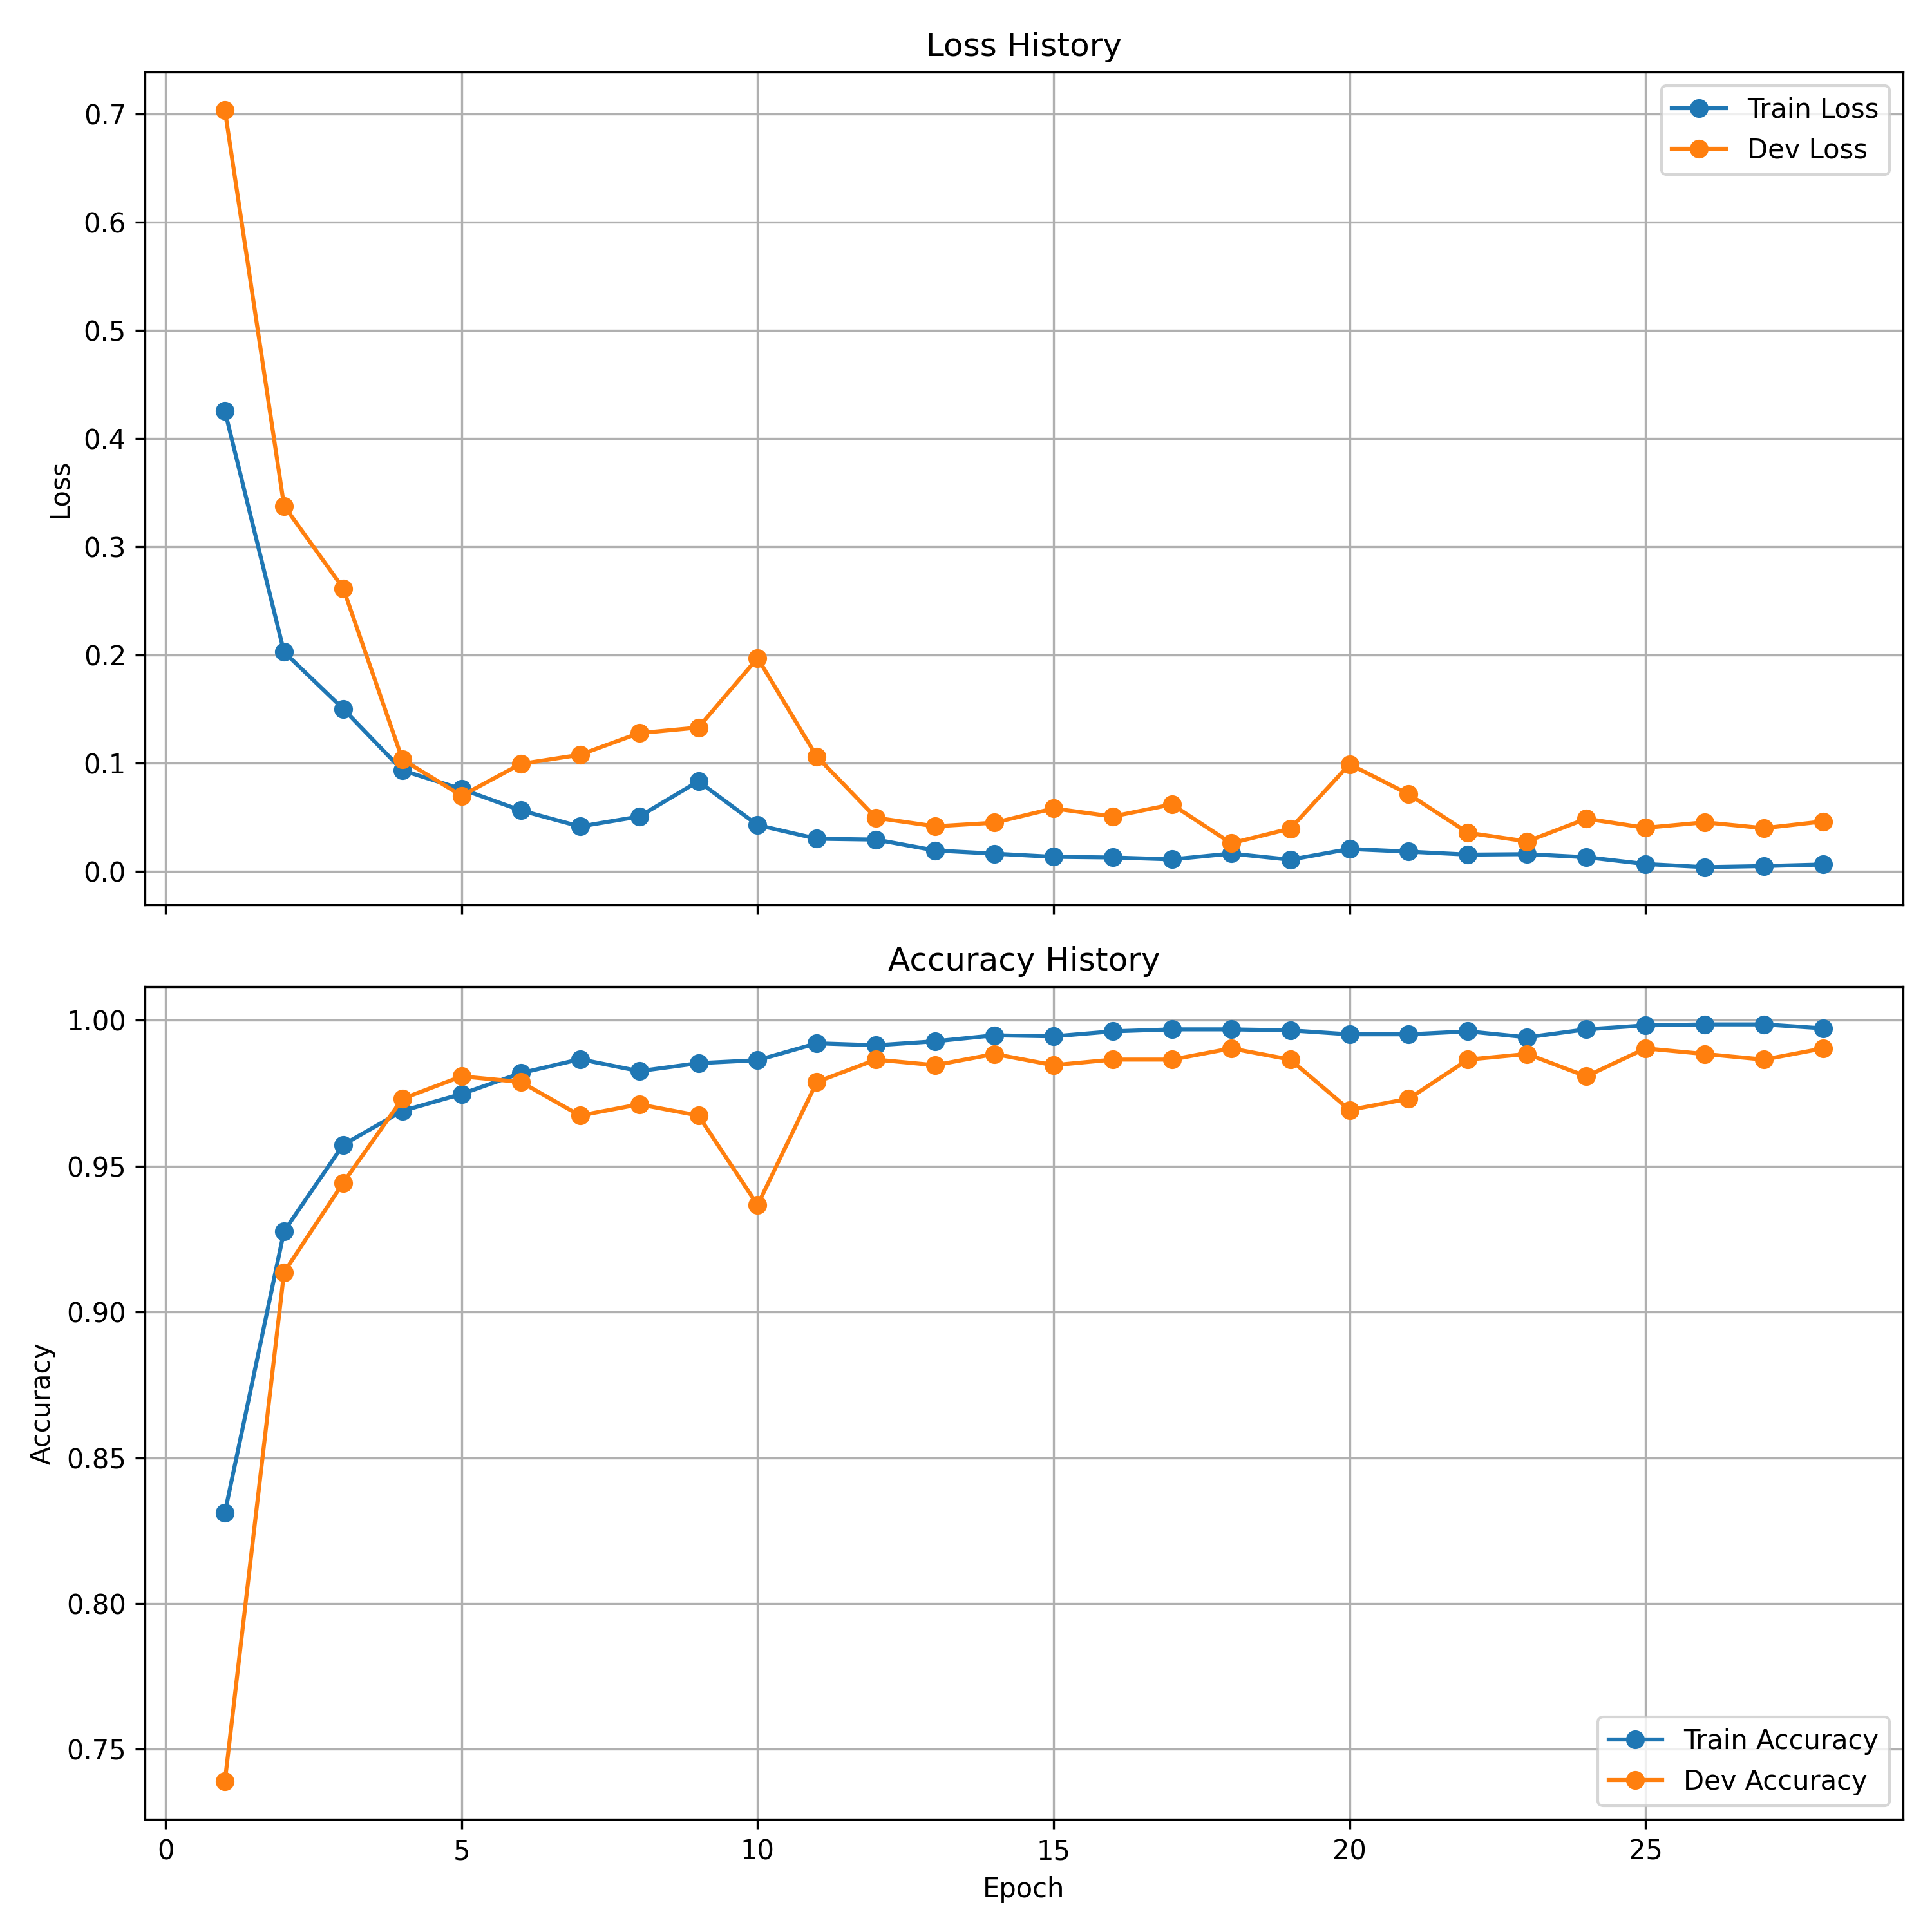 Loss History
Loss
0.7
0.6
0.5
0.4
0.3
0.2
0.1
0.0
Train Loss
Dev Loss
Accuracy History
Accuracy
1.00
0.95
0.90
0.85
0.80
0.75
Train Accuracy
Dev Accuracy
0 5 10 15 20 25
Epoch